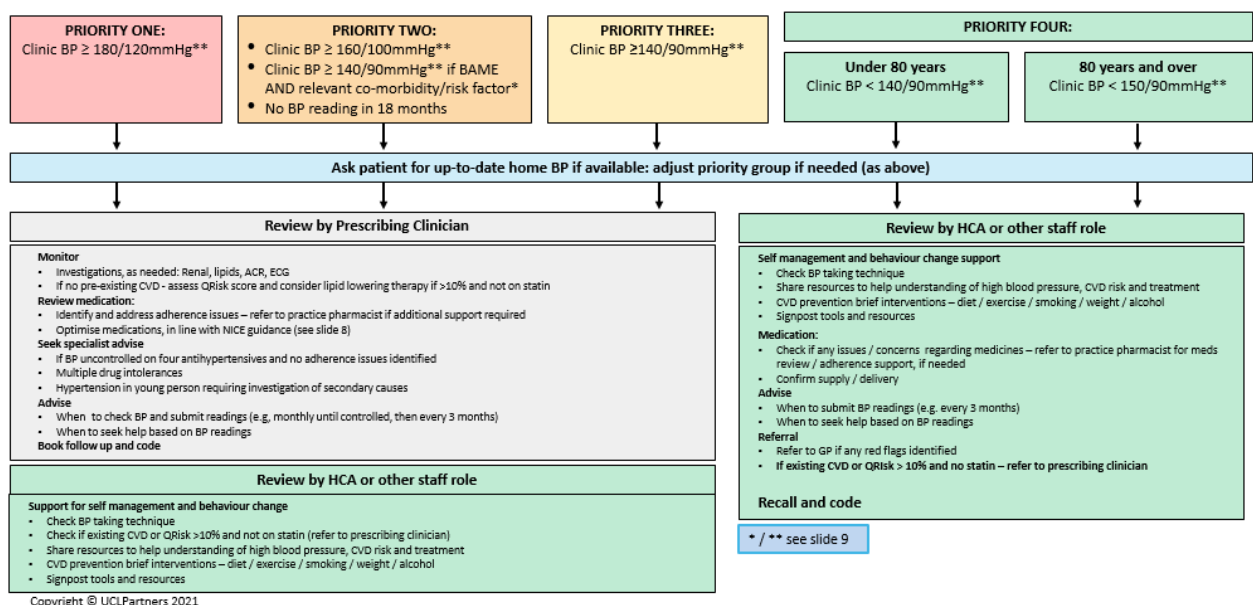 PRIORITY ONE:
Clinic BP ≥ 180/120mmHg**
PRIORITY TWO:
• Clinic BP ≥ 160/100mmHg**
• Clinic BP ≥ 140/90mmHg** if BAME
AND relevant co-morbidity/risk factor*
• No BP reading in 18 months
PRIORITY THREE:
Clinic BP ≥140/90mmHg**
PRIORITY FOUR:
Under 80 years
Clinic BP < 140/90mmHg**
80 years and over
Clinic BP < 150/90mmHg**
Ask patient for up-to-date home BP if available: adjust priority group if needed (as above)
Review by Prescribing Clinician
Monitor
• Investigations, as needed: Renal, lipids, ACR, ECG
• If no pre-existing CVD - assess QRisk score and consider lipid lowering therapy if >10% and not on statin
Review medication:
• Identify and address adherence issues – refer to practice pharmacist if additional support required
• Optimise medications, in line with NICE guidance (see slide 8)
Seek specialist advise
• If BP uncontrolled on four antihypertensives and no adherence issues identified
• Multiple drug intolerances
• Hypertension in young person requiring investigation of secondary causes
Advise
• When to check BP and submit readings (e.g, monthly until controlled, then every 3 months)
• When to seek help based on BP readings
Book follow up and code
Review by HCA or other staff role
Support for self management and behaviour change
• Check BP taking technique
• Check if existing CVD or QRisk >10% and not on statin (refer to prescribing clinician)
• Share resources to help understanding of high blood pressure, CVD risk and treatment
• CVD prevention brief interventions – diet / exercise / smoking / weight / alcohol
• Signpost tools and resources
Review by HCA or other staff role
Self management and behaviour change support
• Check BP taking technique
• Share resources to help understanding of high blood pressure, CVD risk and treatment
• CVD prevention brief interventions – diet / exercise / smoking / weight / alcohol
• Signpost tools and resources
Medication:
• Check if any issues / concerns regarding medicines – refer to practice pharmacist for meds
review / adherence support, if needed
• Confirm supply / delivery
Advise
• When to submit BP readings (e.g. every 3 months)
• When to seek help based on BP readings
Referral
• Refer to GP if any red flags identified
• If existing CVD or QRIsk > 10% and no statin – refer to prescribing clinician
Recall and code
* / ** see slide 9
Copyright © UCLPartners 2021